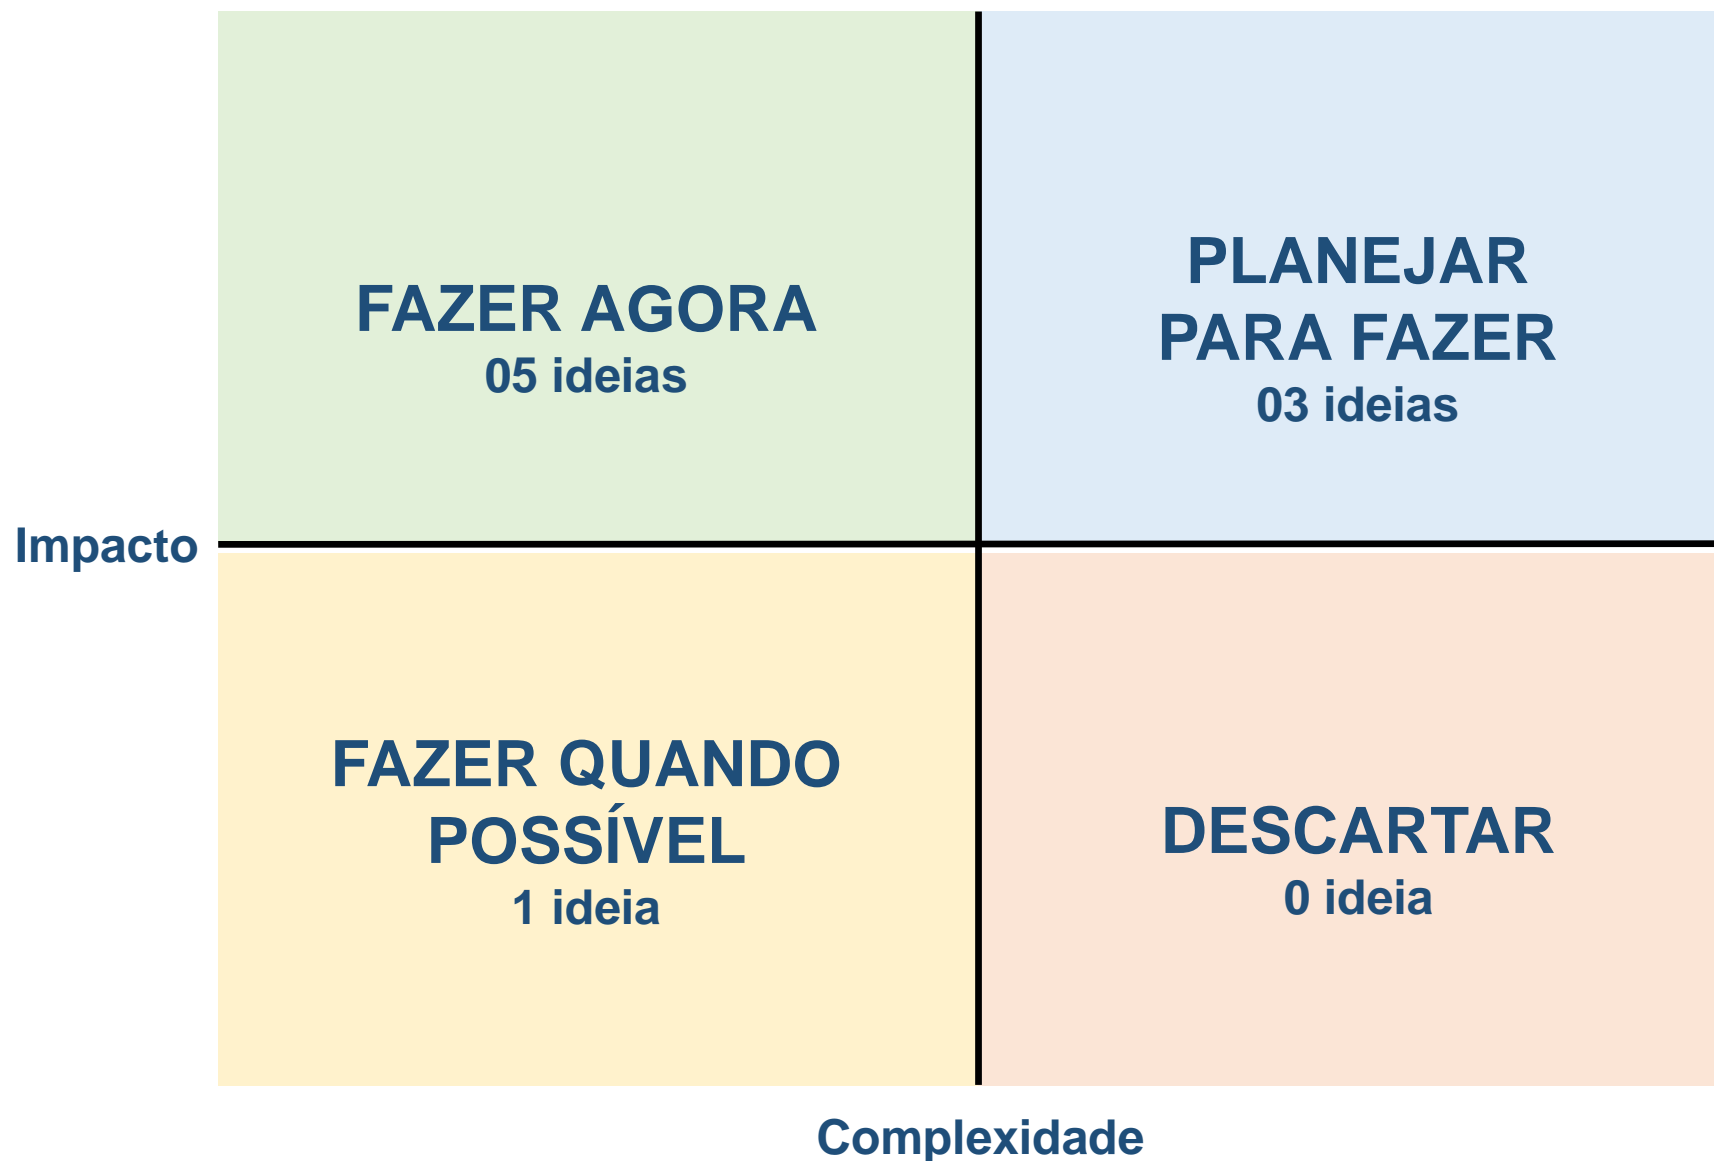 FAZER AGORA
05 ideias
PLANEJAR
PARA FAZER
03 ideias
Impacto
FAZER QUANDO
POSSÍVEL
1 ideia
DESCARTAR
0 ideia
Complexidade